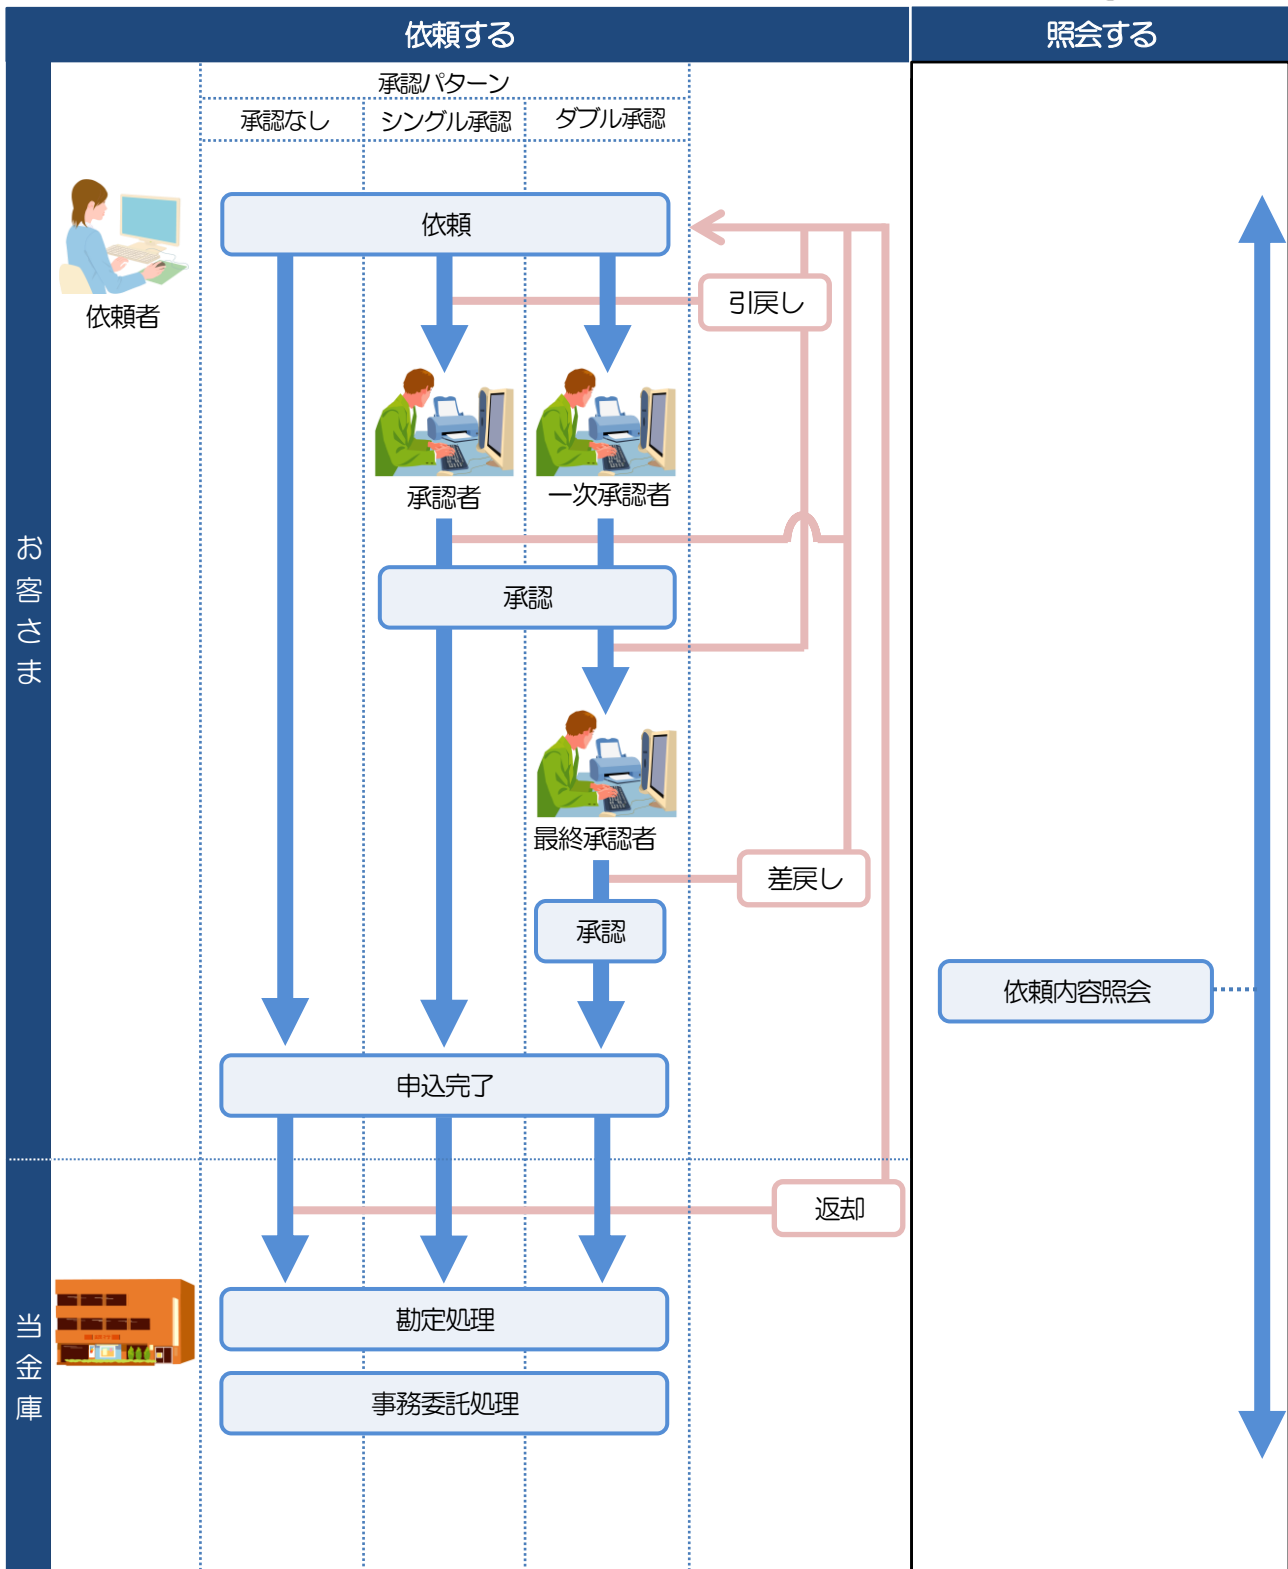 依頼する
照会する
承認パターン
承認なし
シングル承認
ダブル承認
依頼
依頼者
引戻し
承認者
一次承認者
お客さま
承認
最終承認者
差戻し
承認
依頼内容照会
申込完了
返却
当金庫
勘定処理
事務委託処理